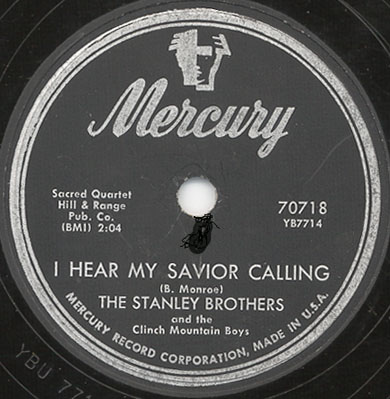 Mercury
Sacred Quartet
Hill & Range
Pub. Co.
(BMI) 2:04
70718
YB7714
I HEAR MY SAVIOR CALLING
(B. Monroe)
THE STANLEY BROTHERS
and the
Clinch Mountain Boys
MERCURY RECORD CORPORATION, MADE IN U.S.A.